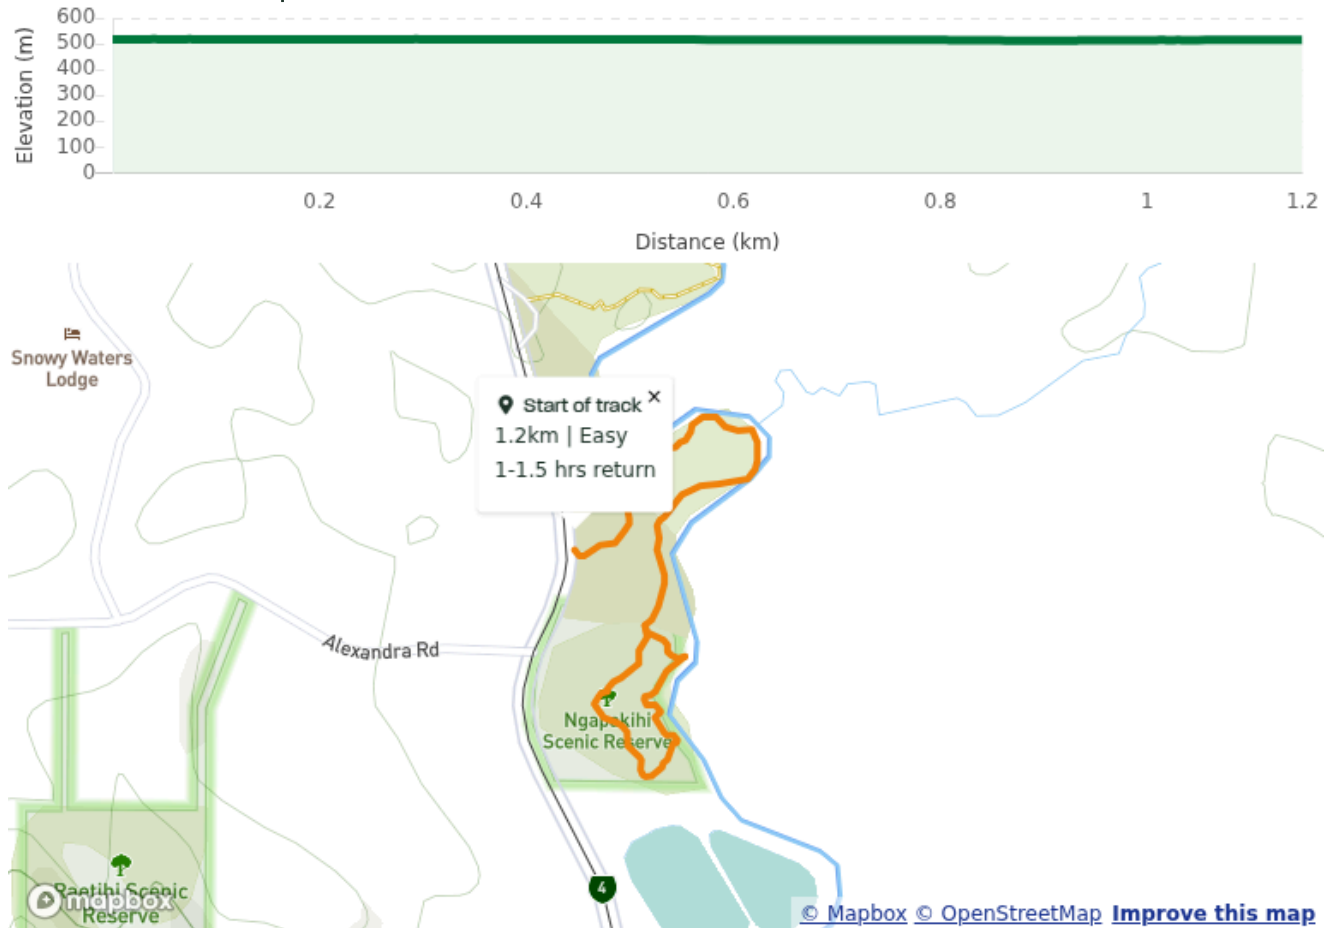 600
500
400
300
200
100
0
Elevation (m)
0.2 0.4 0.6 0.8 1 1.2
Distance (km)
Snowy Waters
Lodge
Start of track ×
1.2km | Easy
1-1.5 hrs return
Alexandra Rd
Ngapakihi
Scenic Reserve
4
Raetihi Scenic
Reserve
mapbox
© Mapbox © OpenStreetMap Improve this map